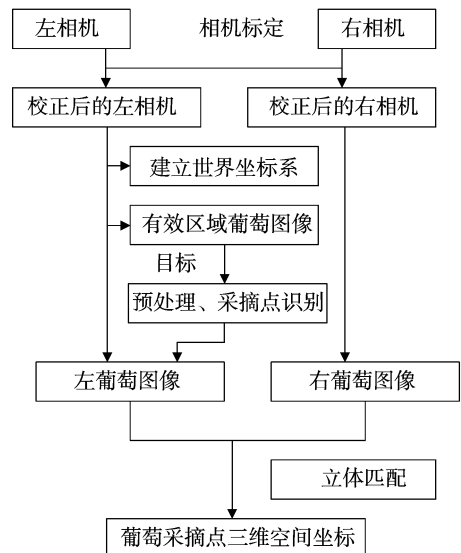 左相机
相机标定
右相机
校正后的左相机
校正后的右相机
建立世界坐标系
有效区域葡萄图像
目标
预处理、采摘点识别
左葡萄图像
右葡萄图像
立体匹配
葡萄采摘点三维空间坐标